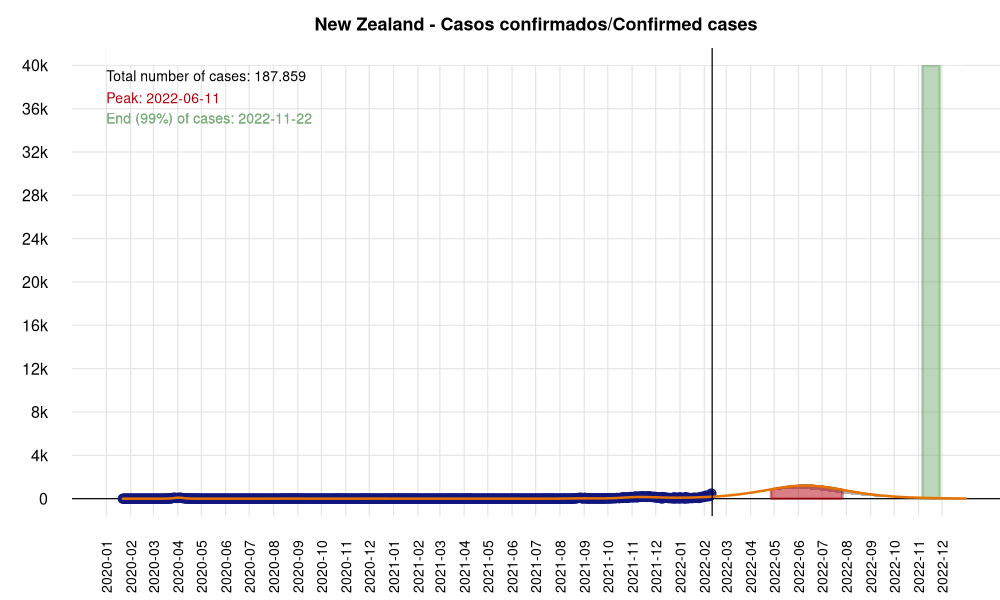 New Zealand - Casos confirmados/Confirmed cases
Total number of cases: 187.859
Peak: 2022-06-11
End (99%) of cases: 2022-11-22
40k
36k
32k
28k
24k
20k
16k
12k
8k
4k
0
2020-01
2020-02
2020-03
2020-04
2020-05
2020-06
2020-07
2020-08
2020-09
2020-10
2020-11
2020-12
2021-01
2021-02
2021-03
2021-04
2021-05
2021-06
2021-07
2021-08
2021-09
2021-10
2021-11
2021-12
2022-01
2022-02
2022-03
2022-04
2022-05
2022-06
2022-07
2022-08
2022-09
2022-10
2022-11
2022-12